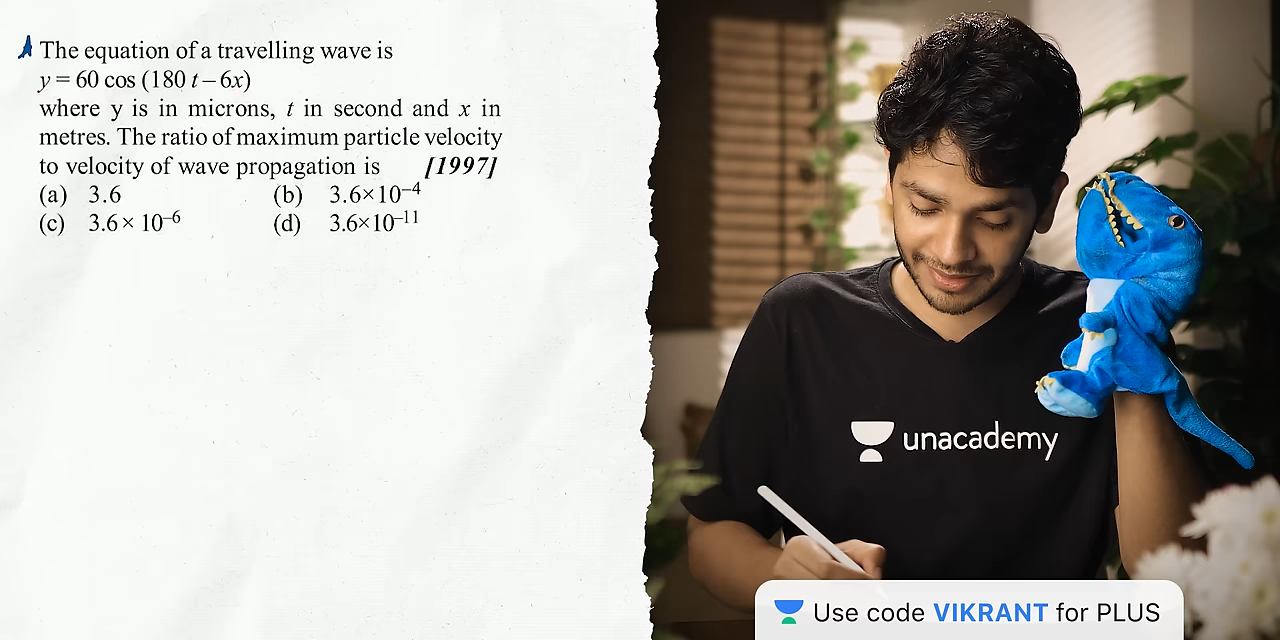 The equation of a travelling wave is
y = 60 cos (180 t – 6x)
where y is in microns, t in second and x in
metres. The ratio of maximum particle velocity
to velocity of wave propagation is [1997]
(a) 3.6 (b) 3.6×10–4
(c) 3.6 × 10–6 (d) 3.6×10–11
unacademy
Use code VIKRANT for PLUS